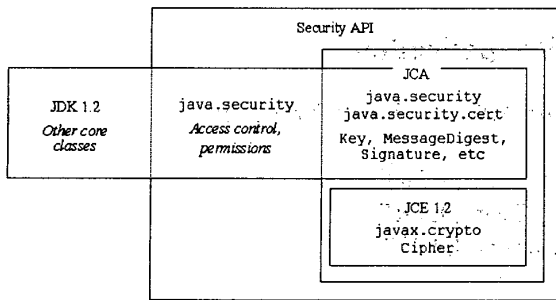 Security API
JCA
JDK 1.2
Other core
classes
java.security
Access control,
permissions
java.security
java.security.cert
Key, MessageDigest,
Signature, etc
JCE 1.2
javax.crypto
Cipher